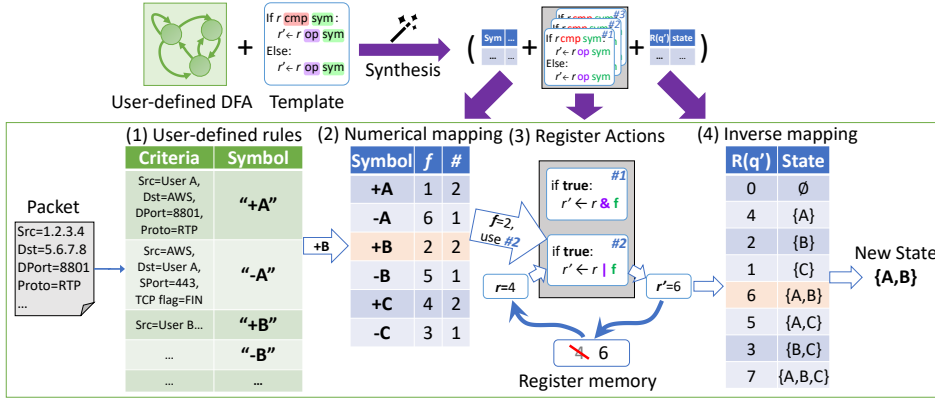 If r cmp sym:
r'← r op sym
Else:
r'← r op sym
+
User-defined DFA
Template
Synthesis
(
Sym ...
... ...
+
#3
#2
#1
If r cmp sym:
r'← r op sym
Else:
r'← r op sym
+
R(q') state
... ...
)
(1) User-defined rules
(2) Numerical mapping
(3) Register Actions
(4) Inverse mapping
Packet
Src=1.2.3.4
Dst=5.6.7.8
DPort=8801
Proto=RTP
...
Criteria Symbol
Src=User A,
Dst=AWS,
DPort=8801,
Proto=RTP
“+A”
Src=AWS,
Dst=User A,
SPort=443,
TCP flag=FIN
“-A”
Src=User B... “+B”
... “-B”
... ...
+B
Symbol f #
+A 1 2
-A 6 1
+B 2 2
-B 5 1
+C 4 2
-C 3 1
f=2,
use #2
#1
if true:
r' ← r & f
#2
if true:
r' ← r | f
r=4
r'=6
4 6
Register memory
R(q') State
0 Ø
4 {A}
2 {B}
1 {C}
6 {A,B}
5 {A,C}
3 {B,C}
7 {A,B,C}
New State
{A,B}